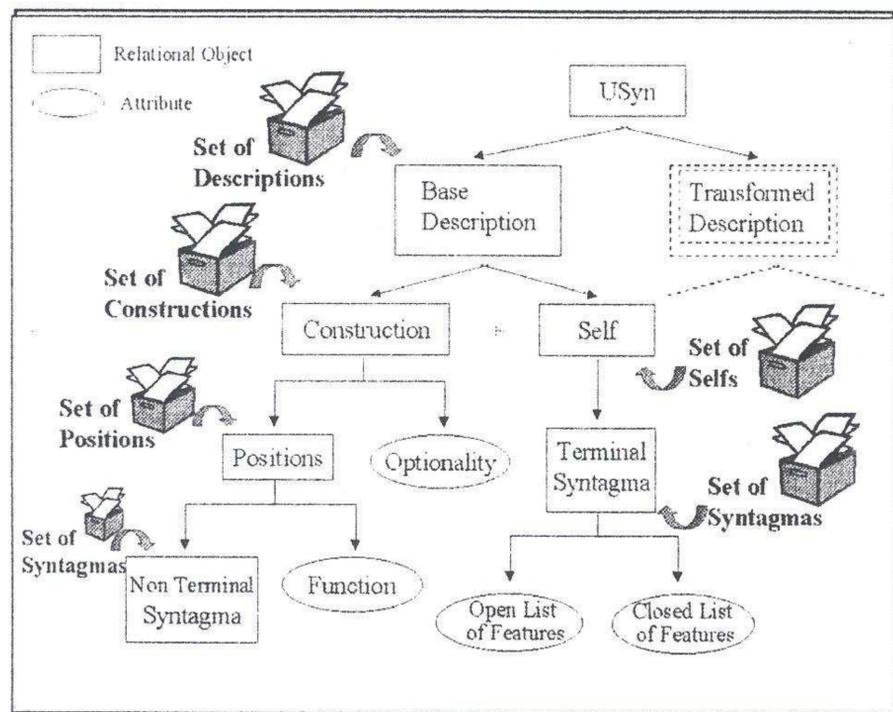 Relational Object
Attribute
USyn
Set of
Descriptions
Base
Description
Transformed
Description
Set of
Constructions
Construction
+
Self
Set of
Selfs
Set of
Positions
Positions
Optionality
Terminal
Syntagma
Set of
Syntagmas
Set of
Syntagmas
Non Terminal
Syntagma
Function
Open List
of Features
Closed List
of Features